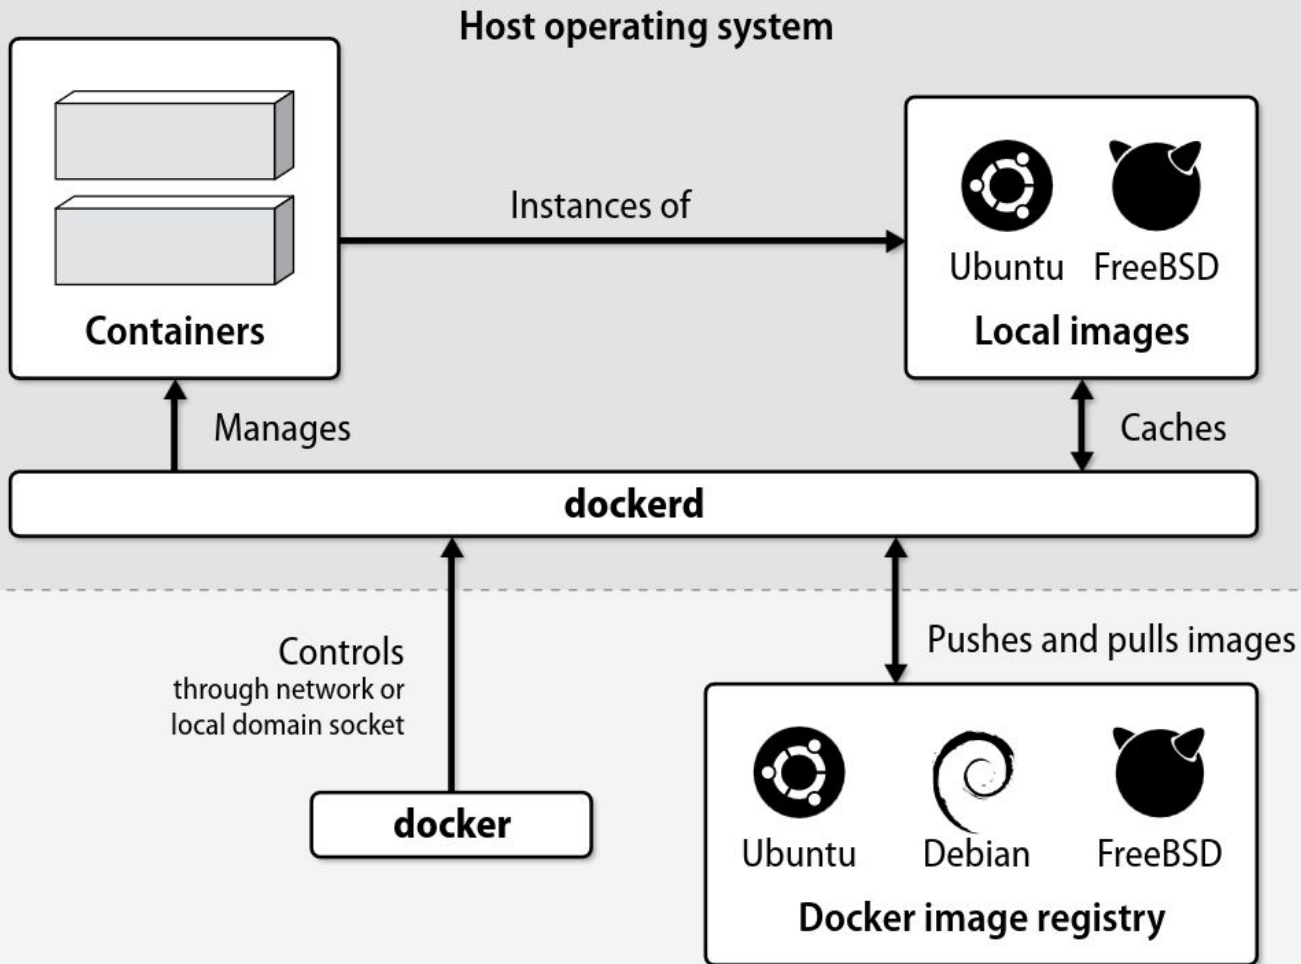 Host operating system
Instances of
Ubuntu FreeBSD
Containers
Local images
Manages
Caches
dockerd
Controls
through network or
local domain socket
Pushes and pulls images
docker
Ubuntu Debian FreeBSD
Docker image registry